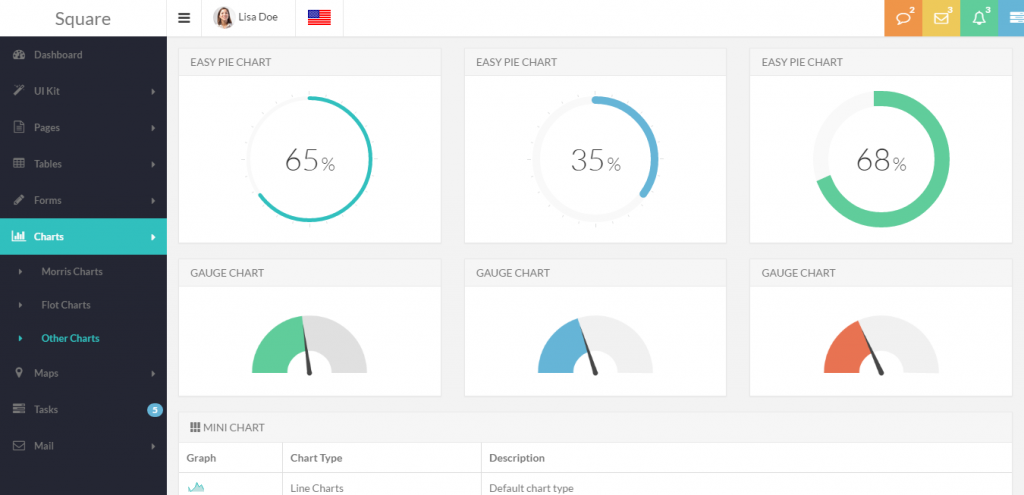 Square
Lisa Doe
2
3
3
Dashboard
UI Kit
Pages
Tables
Forms
Charts
Morris Charts
Flot Charts
Other Charts
Maps
Tasks
5
Mail
EASY PIE CHART
EASY PIE CHART
EASY PIE CHART
65%
35%
68%
GAUGE CHART
GAUGE CHART
GAUGE CHART
MINI CHART
Graph Chart Type Description
Line Charts Default chart type